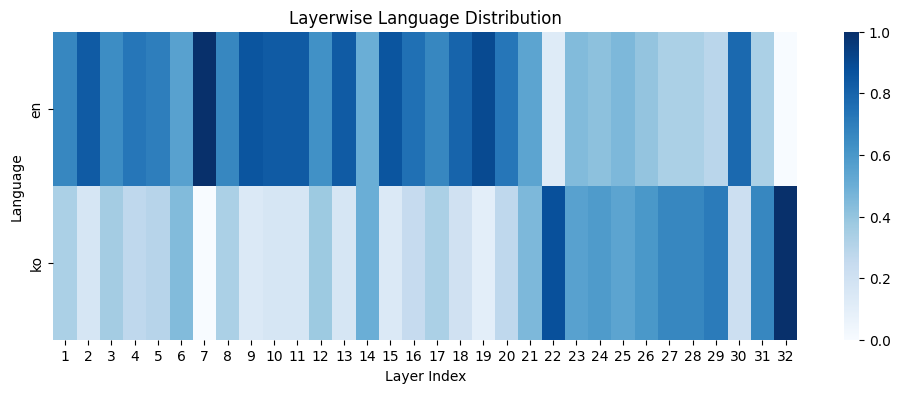 Layerwise Language Distribution
en
ko
Language
1 2 3 4 5 6 7 8 9 10 11 12 13 14 15 16 17 18 19 20 21 22 23 24 25 26 27 28 29 30 31 32
Layer Index
1.0
0.8
0.6
0.4
0.2
0.0